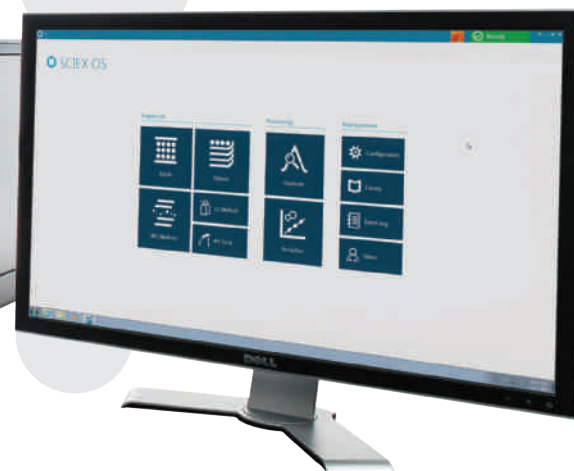 Ready
SCIEX OS
Acquisition
Processing
Management
Batch
Queue
Explorer
Configuration
MS Method
LC Method
Library
MS Tune
Analytics
Event Log
Users
DELL